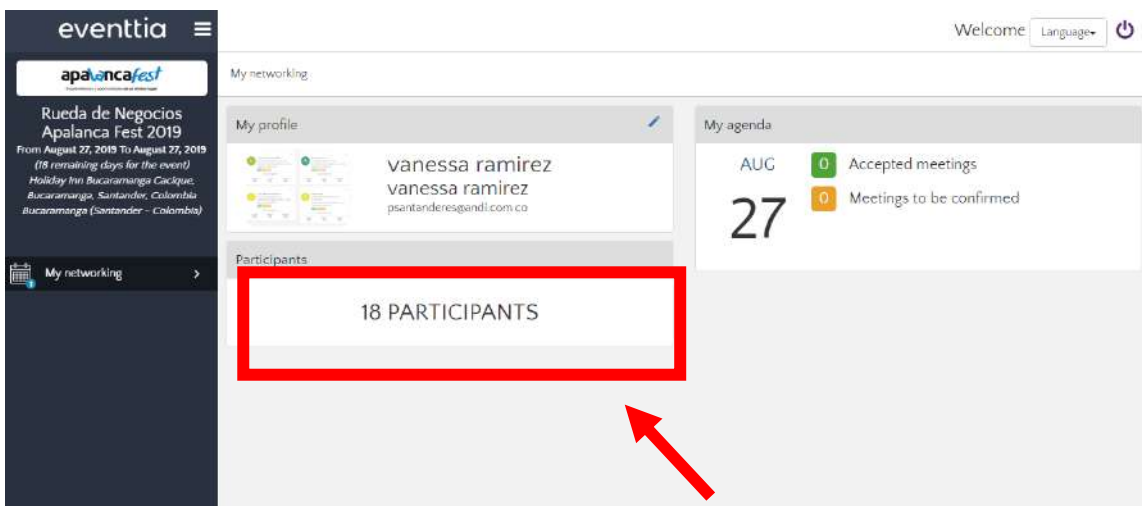 eventtia
Welcome
Language
apalancafest
Rueda de Negocios
Apalanca Fest 2019
From August 27, 2019 To August 27, 2019
(18 remaining days for the event)
Holiday Inn Bucaramanga Cacique,
Bucaramanga, Santander, Colombia
Bucaramanga (Santander - Colombia)
My networking
My networking
My profile
vanessa ramirez
vanessa ramirez
psantanderes@andi.com.co
Participants
18 PARTICIPANTS
My agenda
AUG
27
0 Accepted meetings
0 Meetings to be confirmed